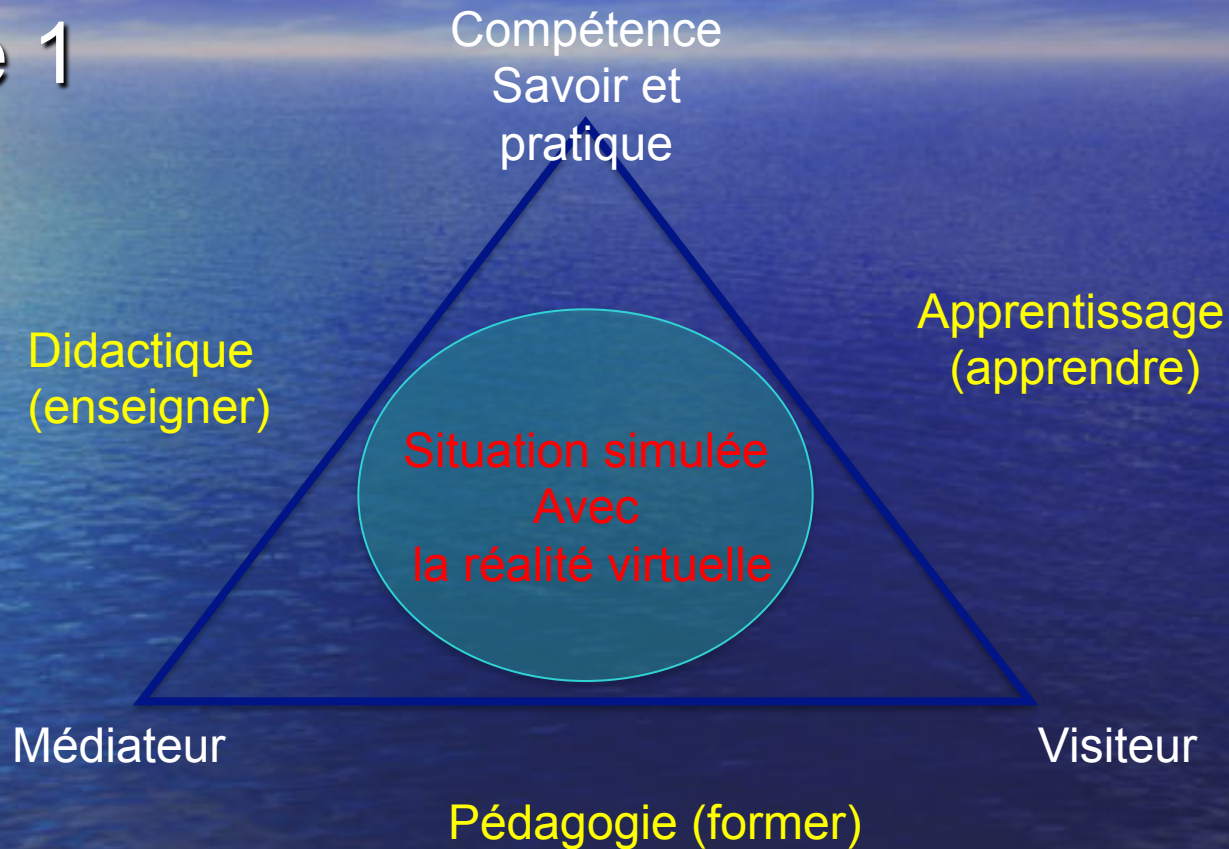 e 1
Compétence
Savoir et
pratique
Didactique
(enseigner)
Apprentissage
(apprendre)
Situation simulée
Avec
la réalité virtuelle
Médiateur
Visiteur
Pédagogie (former)